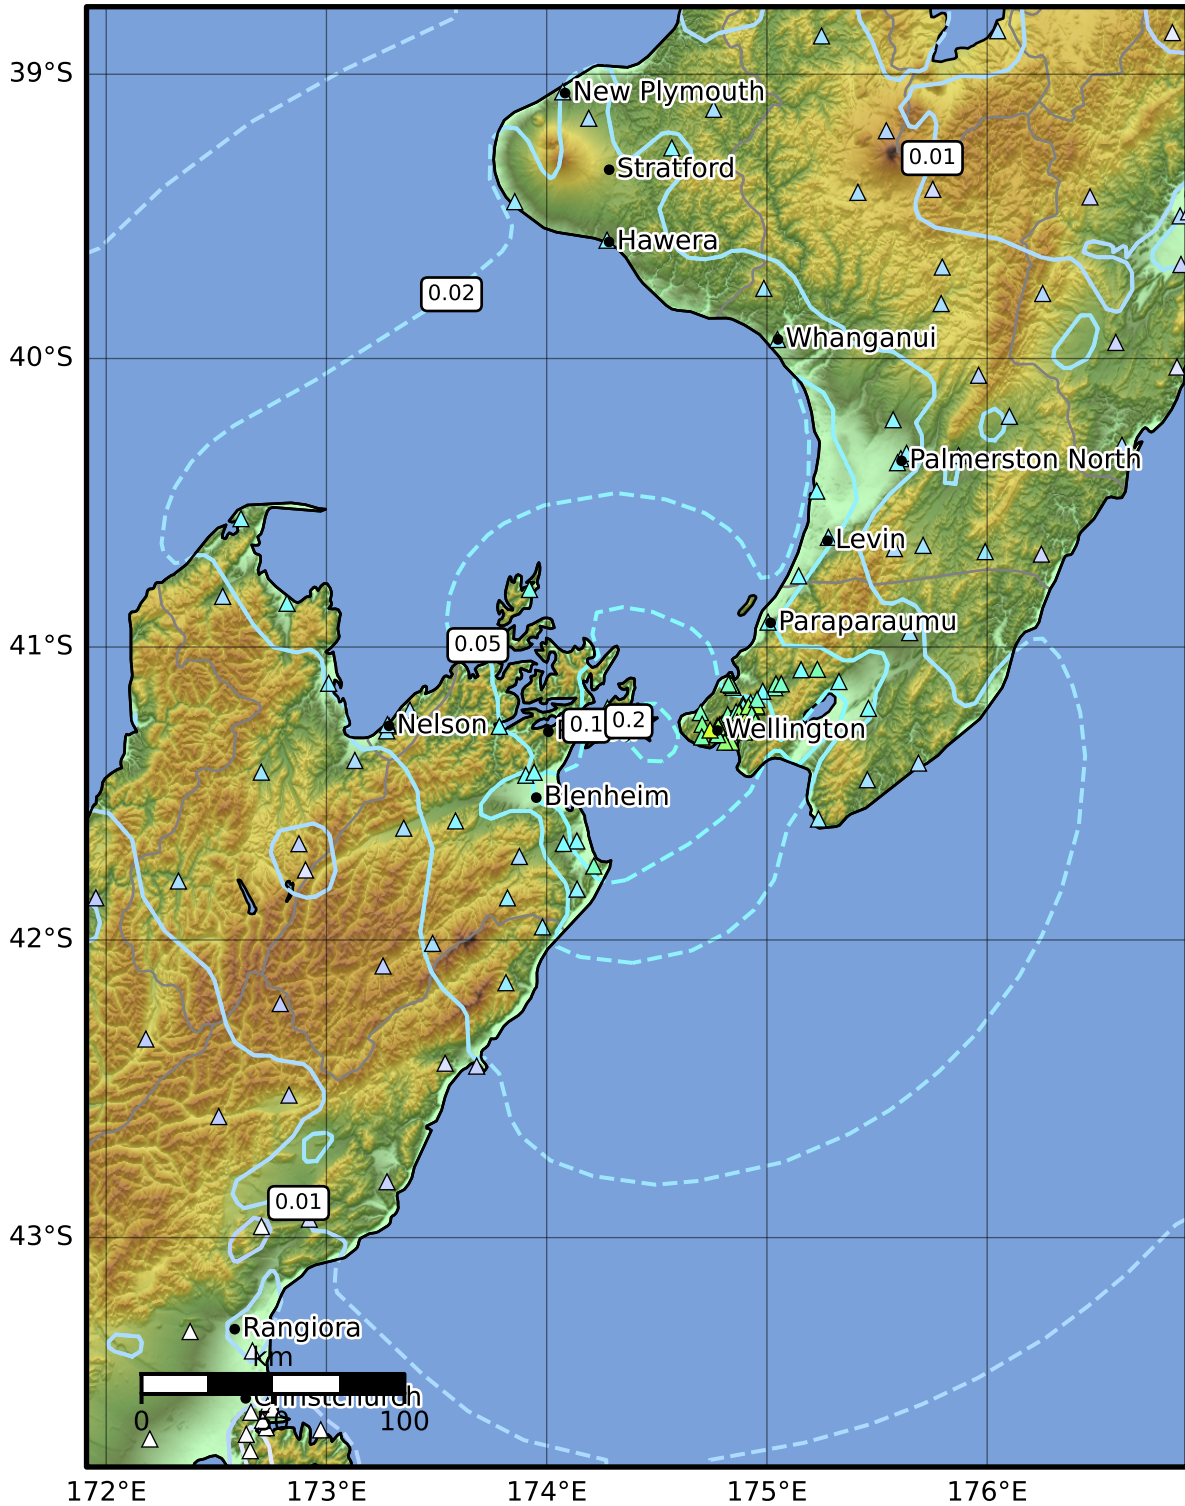 39°S
New Plymouth
0.01
Stratford
Hawera
0.02
Whanganui
40°S
Palmerston North
Levin
Paraparaumu
41°S
0.05
Nelson
0.1
0.2
Wellington
Blenheim
42°S
0.01
43°S
Rangiora
km
Christchurch
0
100
172°E
173°E
174°E
175°E
176°E